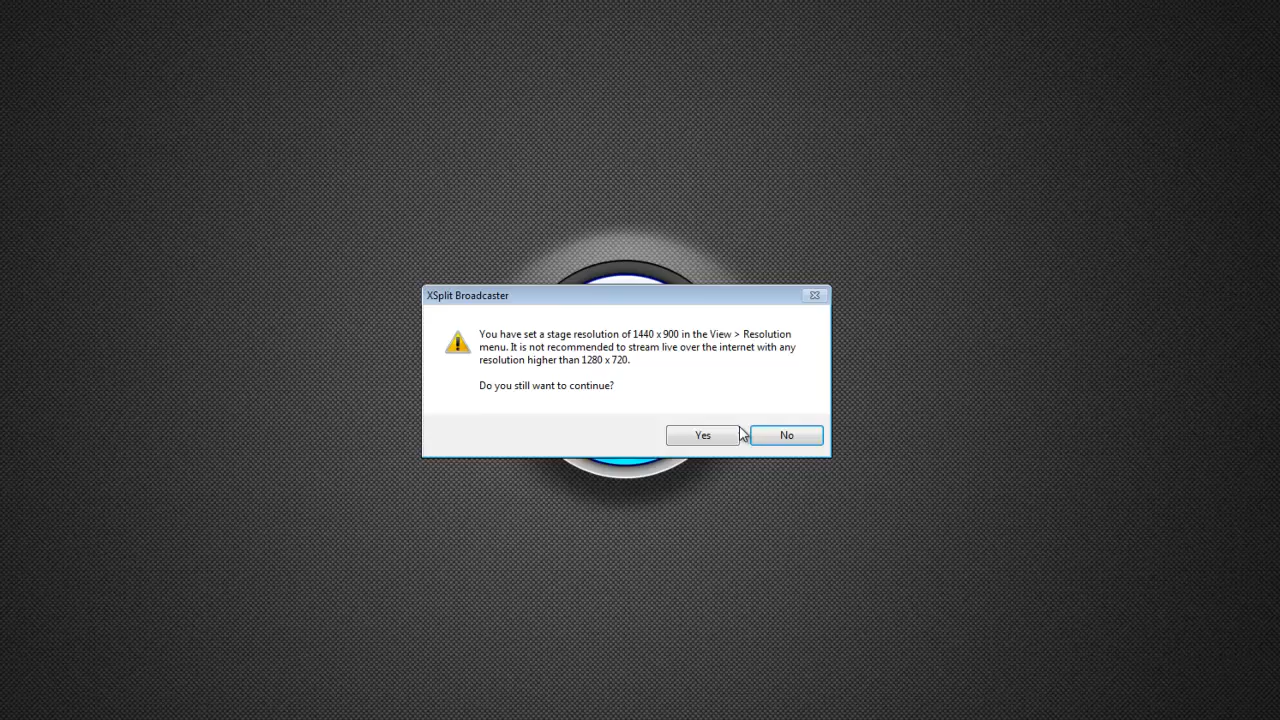 XSplit Broadcaster
You have set a stage resolution of 1440 x 900 in the View > Resolution
menu. It is not recommended to stream live over the internet with any
resolution higher than 1280 x 720.
Do you still want to continue?
Yes
No